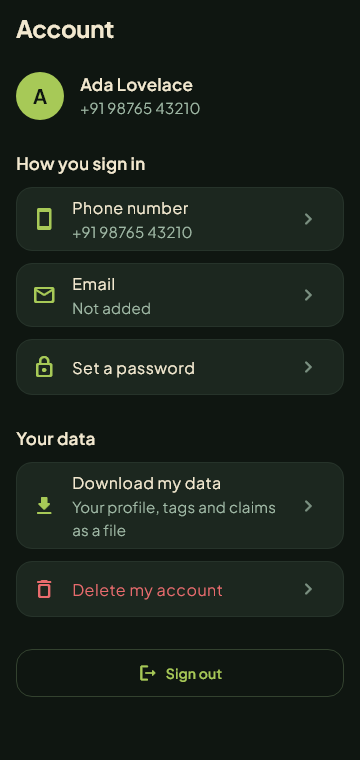 Account
A
Ada Lovelace
+91 98765 43210
How you sign in
Phone number
+91 98765 43210
Email
Not added
Set a password
Your data
Download my data
Your profile, tags and claims
as a file
Delete my account
Sign out